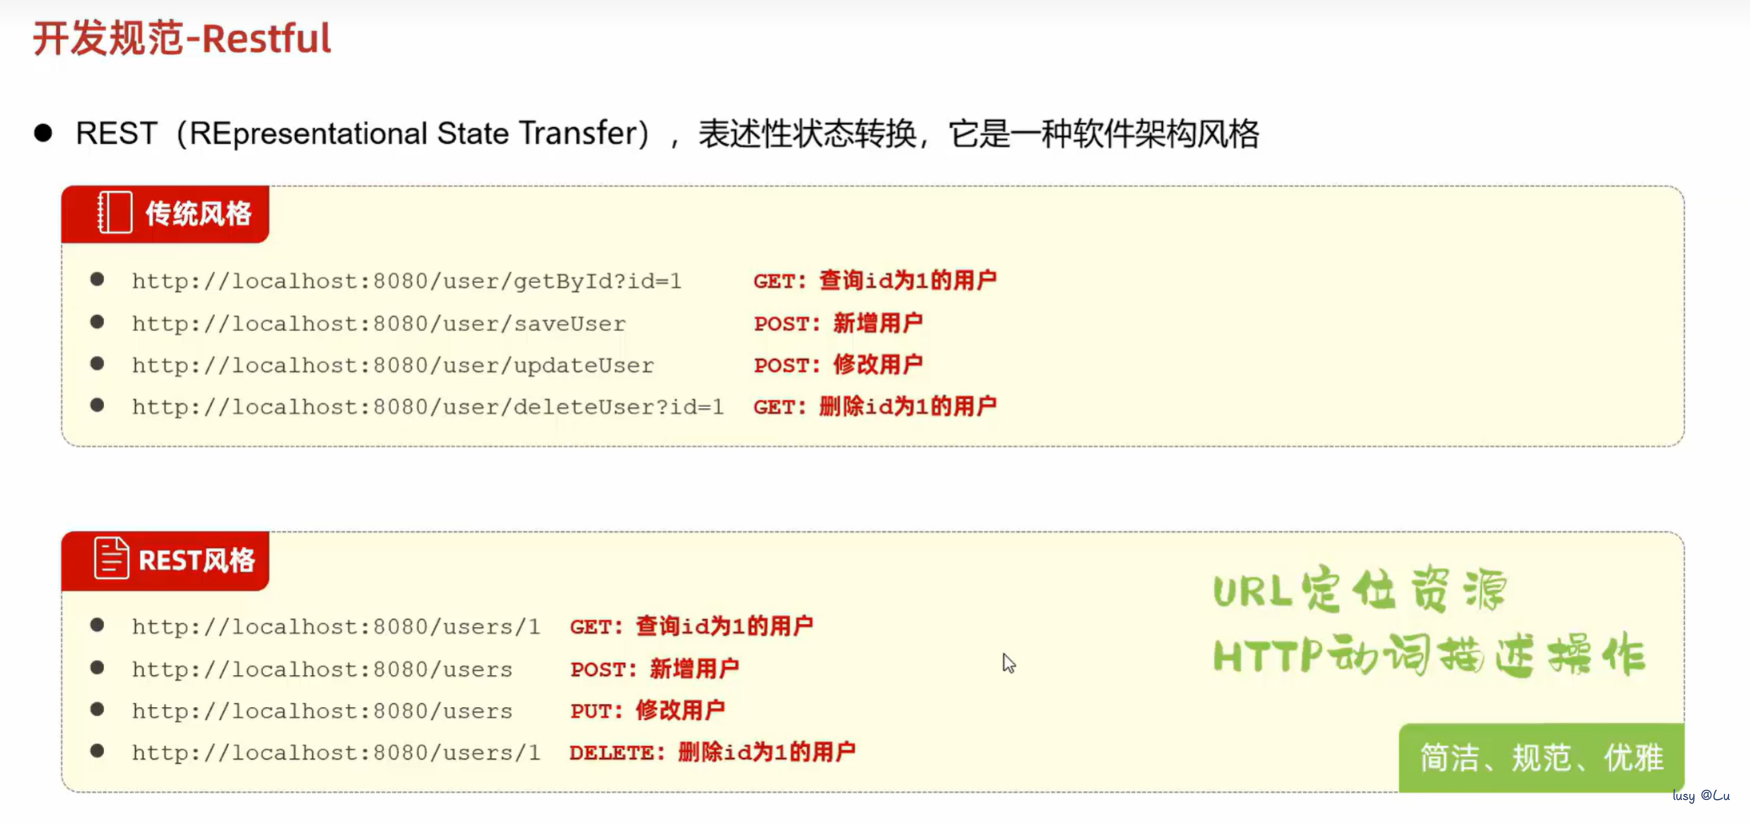 开发规范-Restful
● REST（REpresentational State Transfer），表述性状态转换，它是一种软件架构风格
传统风格
● http://localhost:8080/user/getById?id=1 GET：查询id为1的用户
● http://localhost:8080/user/saveUser POST：新增用户
● http://localhost:8080/user/updateUser POST：修改用户
● http://localhost:8080/user/deleteUser?id=1 GET：删除id为1的用户
REST风格
● http://localhost:8080/users/1 GET：查询id为1的用户
● http://localhost:8080/users POST：新增用户
● http://localhost:8080/users PUT：修改用户
● http://localhost:8080/users/1 DELETE：删除id为1的用户
URL定位资源
HTTP动词描述操作
简洁、规范、优雅
lusy @Lu